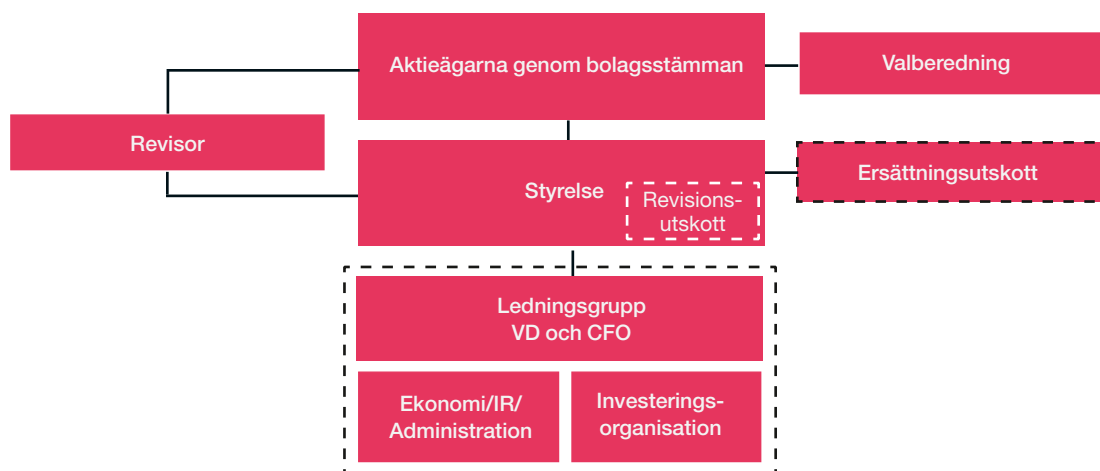 Aktieägarna genom bolagsstämman
Valberedning
Revisor
Styrelse
Revisions-
utskott
Ersättningsutskott
Ledningsgrupp
VD och CFO
Ekonomi/IR/
Administration
Investerings-
organisation